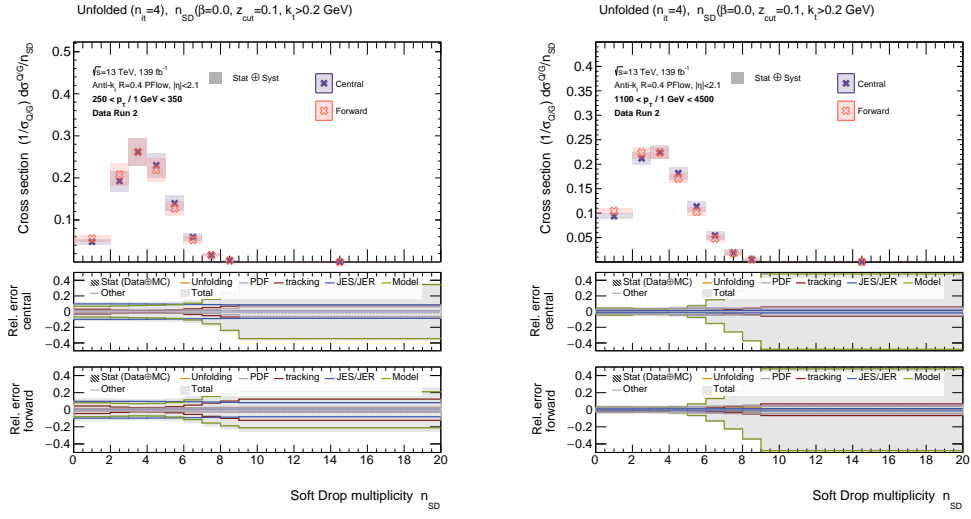 Unfolded (n_it=4), n_SD(β=0.0, z_cut=0.1, k_t>0.2 GeV)
Cross section (1/σ_Q/G) dσ^Q/G/n_SD
0.5
0.4
0.3
0.2
0.1
√s=13 TeV, 139 fb⁻¹
Anti-k_t R=0.4 PFlow, |η|<2.1
250 < p_T / 1 GeV < 350
Data Run 2
Stat ⊕ Syst
Central
Forward
Rel. error
central
0.4
0.2
0
−0.2
−0.4
Stat (Data⊕MC) Unfolding PDF tracking JES/JER Model
Other Total
Rel. error
forward
0.4
0.2
0
−0.2
−0.4
Stat (Data⊕MC) Unfolding PDF tracking JES/JER Model
Other Total
0 2 4 6 8 10 12 14 16 18 20
Soft Drop multiplicity n_SD
Unfolded (n_it=4), n_SD(β=0.0, z_cut=0.1, k_t>0.2 GeV)
Cross section (1/σ_Q/G) dσ^Q/G/n_SD
0.4
0.35
0.3
0.25
0.2
0.15
0.1
0.05
√s=13 TeV, 139 fb⁻¹
Anti-k_t R=0.4 PFlow, |η|<2.1
1100 < p_T / 1 GeV < 4500
Data Run 2
Stat ⊕ Syst
Central
Forward
Rel. error
central
0.4
0.2
0
−0.2
−0.4
Stat (Data⊕MC) Unfolding PDF tracking JES/JER Model
Other Total
Rel. error
forward
0.4
0.2
0
−0.2
−0.4
Stat (Data⊕MC) Unfolding PDF tracking JES/JER Model
Other Total
0 2 4 6 8 10 12 14 16 18 20
Soft Drop multiplicity n_SD